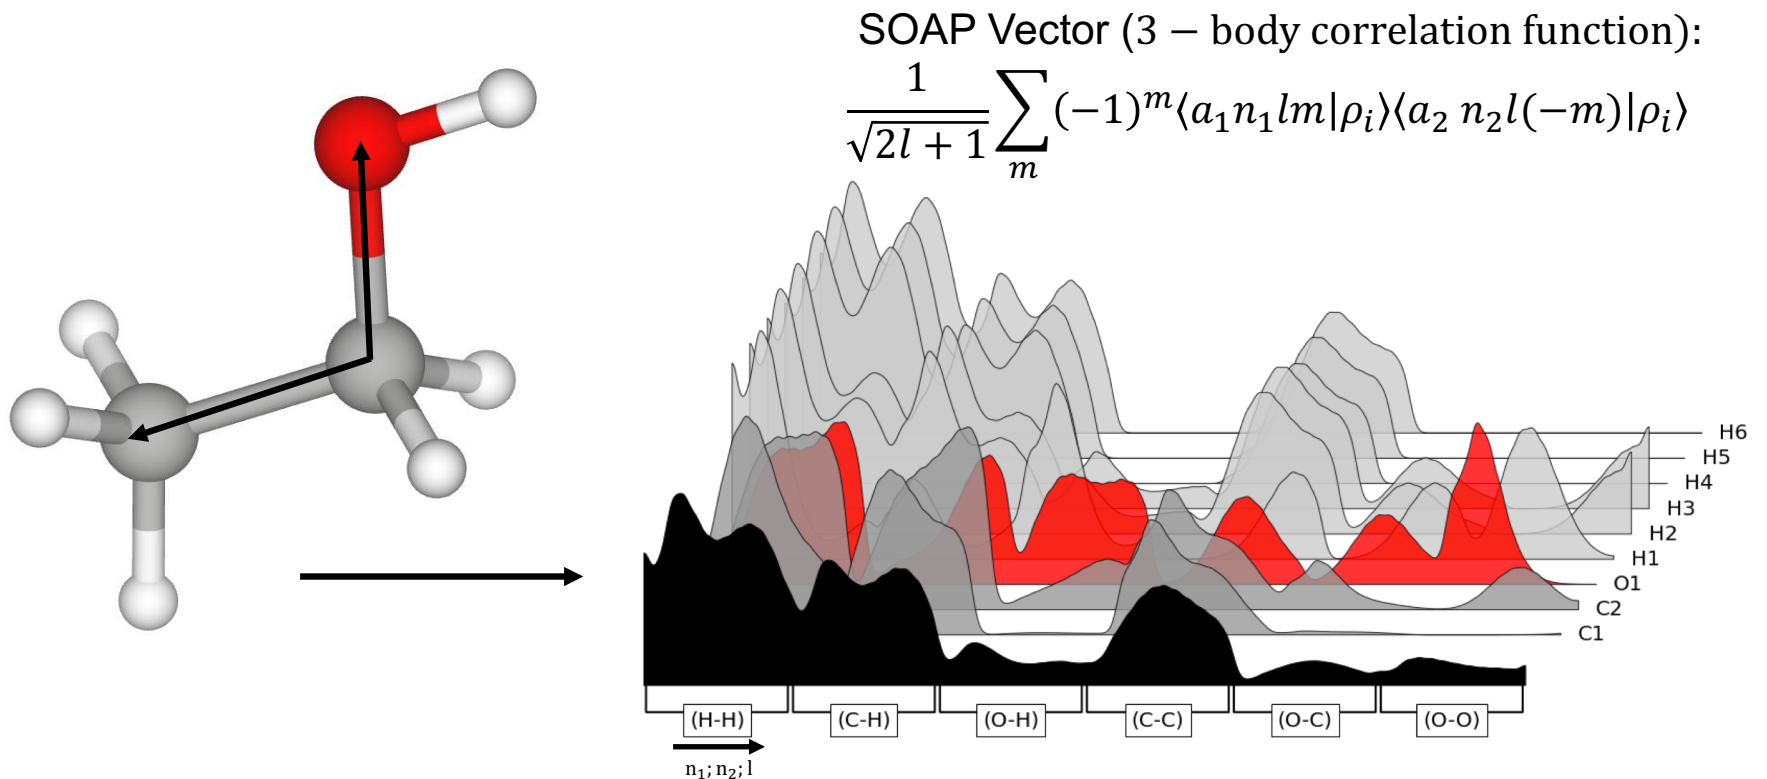 SOAP Vector (3 − body correlation function):
1/√(2l + 1) ∑_m (−1)^m ⟨a₁n₁lm|ρᵢ⟩⟨a₂ n₂l(−m)|ρᵢ⟩
H6
H5
H4
H3
H2
H1
O1
C2
C1
(H-H) (C-H) (O-H) (C-C) (O-C) (O-O)
n₁; n₂; l